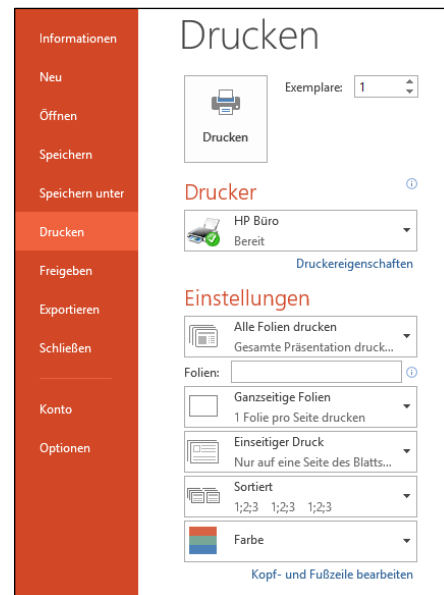 Informationen
Neu
Öffnen
Speichern
Speichern unter
Drucken
Freigeben
Exportieren
Schließen
Konto
Optionen
Drucken
Exemplare: 1
Drucken
Drucker
HP Büro
Bereit
Druckereigenschaften
Einstellungen
Alle Folien drucken
Gesamte Präsentation druck...
Folien:
Ganzseitige Folien
1 Folie pro Seite drucken
Einseitiger Druck
Nur auf eine Seite des Blatts...
Sortiert
1;2;3 1;2;3 1;2;3
Farbe
Kopf- und Fußzeile bearbeiten